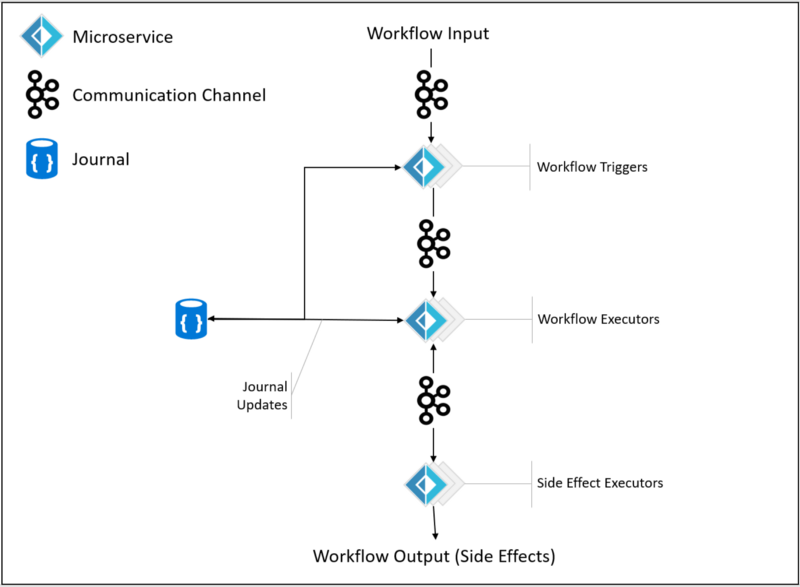 Workflow Input
Microservice
Communication Channel
Journal
Workflow Triggers
Workflow Executors
Journal
Updates
Side Effect Executors
Workflow Output (Side Effects)